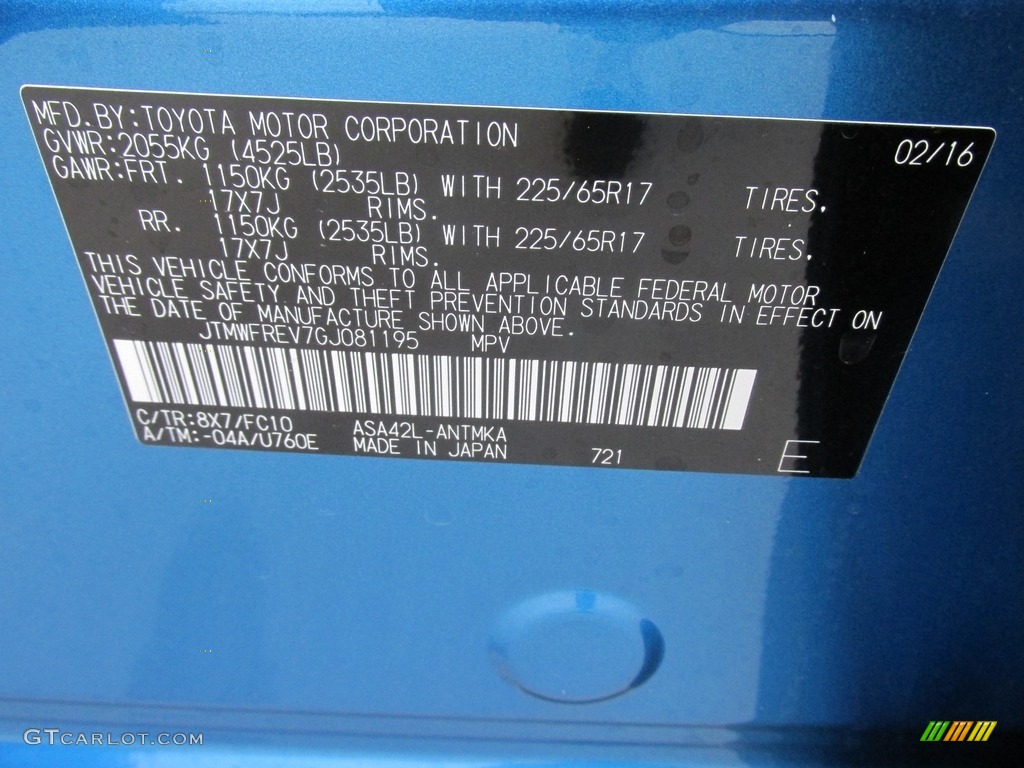 MFD.BY:TOYOTA MOTOR CORPORATION 02/16
GVWR:2055KG (4525LB)
GAWR:FRT. 1150KG (2535LB) WITH 225/65R17 TIRES,
17X7J RIMS.
RR. 1150KG (2535LB) WITH 225/65R17 TIRES,
17X7J RIMS.
THIS VEHICLE CONFORMS TO ALL APPLICABLE FEDERAL MOTOR
VEHICLE SAFETY AND THEFT PREVENTION STANDARDS IN EFFECT ON
THE DATE OF MANUFACTURE SHOWN ABOVE.
JTMWFREV7GJ081195 MPV
C/TR:8X7/FC10 ASA42L-ANTMKA
A/TM:-04A/U760E MADE IN JAPAN 721 E
GTCARLOT.COM